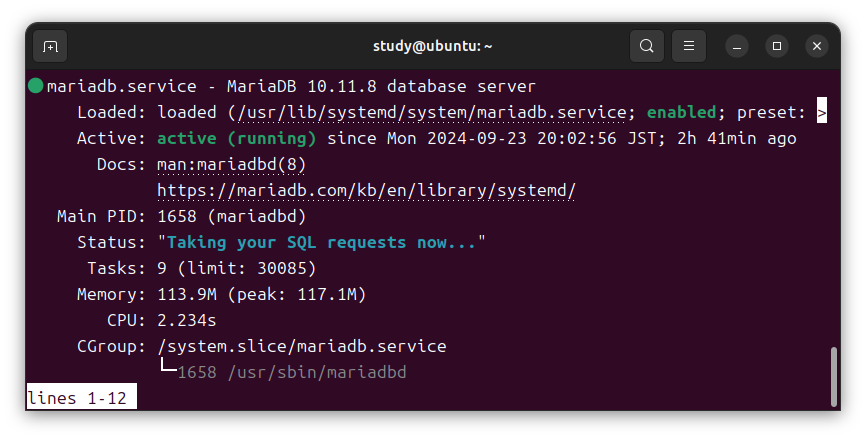 study@ubuntu: ~
mariadb.service - MariaDB 10.11.8 database server
Loaded: loaded (/usr/lib/systemd/system/mariadb.service; enabled; preset: >
Active: active (running) since Mon 2024-09-23 20:02:56 JST; 2h 41min ago
Docs: man:mariadbd(8)
https://mariadb.com/kb/en/library/systemd/
Main PID: 1658 (mariadbd)
Status: "Taking your SQL requests now..."
Tasks: 9 (limit: 30085)
Memory: 113.9M (peak: 117.1M)
CPU: 2.234s
CGroup: /system.slice/mariadb.service
└─1658 /usr/sbin/mariadbd
lines 1-12